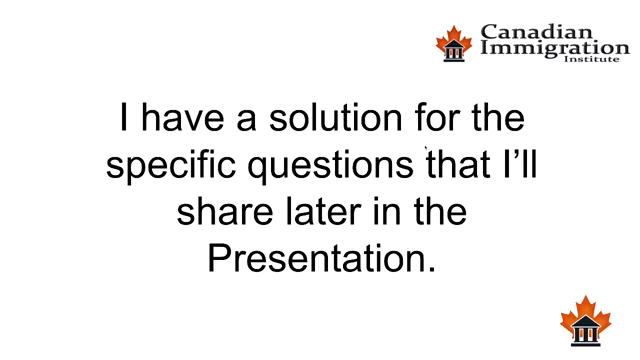 Canadian
Immigration
Institute
I have a solution for the
specific questions that I'll
share later in the
Presentation.